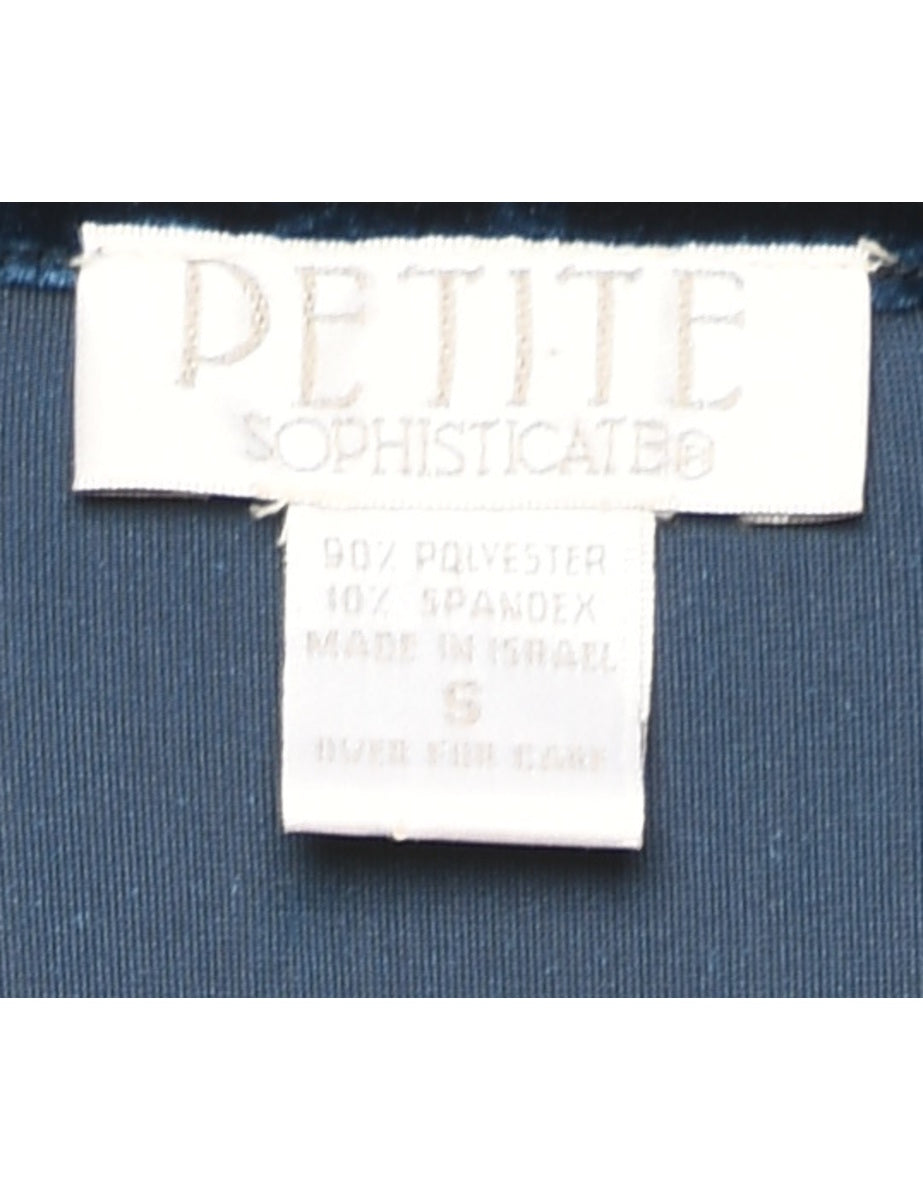 PETITE
SOPHISTICATE®
90% POLYESTER
10% SPANDEX
MADE IN ISRAEL
S
OVER FOR CARE